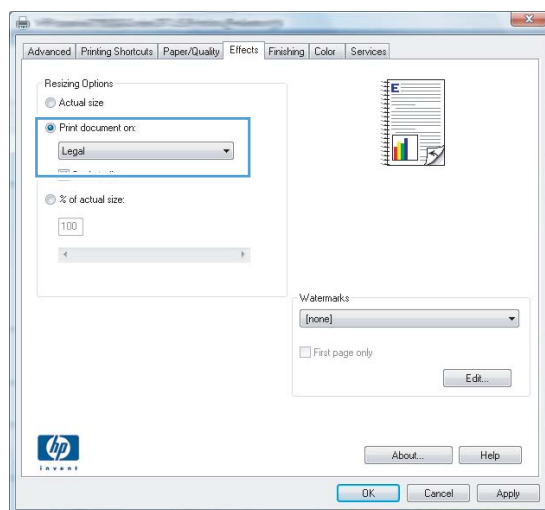 Advanced Printing Shortcuts Paper/Quality Effects Finishing Color Services
Resizing Options
Actual size
Print document on:
Legal
% of actual size:
100
E
Watermarks
[none]
First page only
Edit...
hp
invent
About... Help
OK Cancel Apply